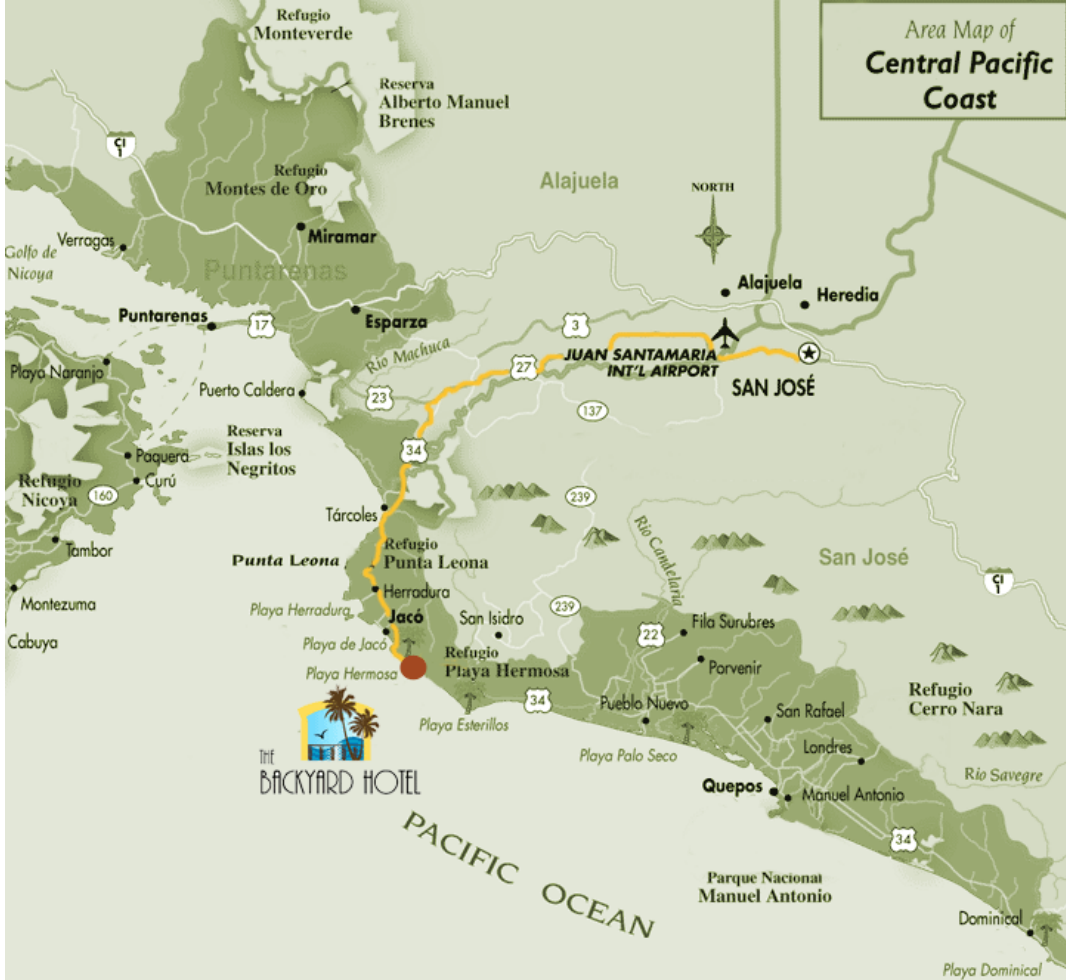 Refugio
Monteverde
Area Map of
Central Pacific
Coast
Reserva
Alberto Manuel
Brenes
CI
1
Refugio
Montes de Oro
Alajuela
NORTH
Verragas
Miramar
Golfo de
Nicoya
Puntarenas
Alajuela
Heredia
Puntarenas
17
Esparza
3
Río Machuca
JUAN SANTAMARIA
INT'L AIRPORT
SAN JOSÉ
Playa Naranjo
27
Puerto Caldera
23
137
Reserva
Islas los
Negritos
34
Paquera
Curú
Refugio
Nicoya
160
239
Tárcoles
Río Candelaria
Tambor
Refugio
Punta Leona
Punta Leona
San José
CI
1
Herradura
Montezuma
Playa Herradura
239
Jacó
San Isidro
22
Fila Surubres
Cabuya
Playa de Jacó
Refugio
Playa Hermosa
Playa Hermosa
Porvenir
34
Refugio
Cerro Nara
Pueblo Nuevo
San Rafael
Playa Esterillos
Londres
Playa Palo Seco
THE
BACKYARD HOTEL
Río Savegre
Quepos
Manuel Antonio
PACIFIC OCEAN
34
Parque Nacional
Manuel Antonio
Dominical
Playa Dominical